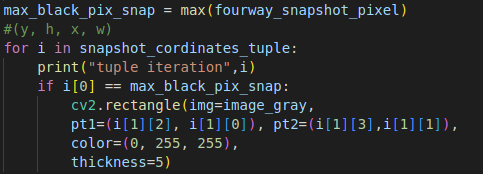 max_black_pix_snap = max(fourway_snapshot_pixel)
#(y, h, x, w)
for i in snapshot_cordinates_tuple:
    print("tuple iteration",i)
    if i[0] == max_black_pix_snap:
        cv2.rectangle(img=image_gray,
        pt1=(i[1][2], i[1][0]), pt2=(i[1][3],i[1][1]),
        color=(0, 255, 255),
        thickness=5)